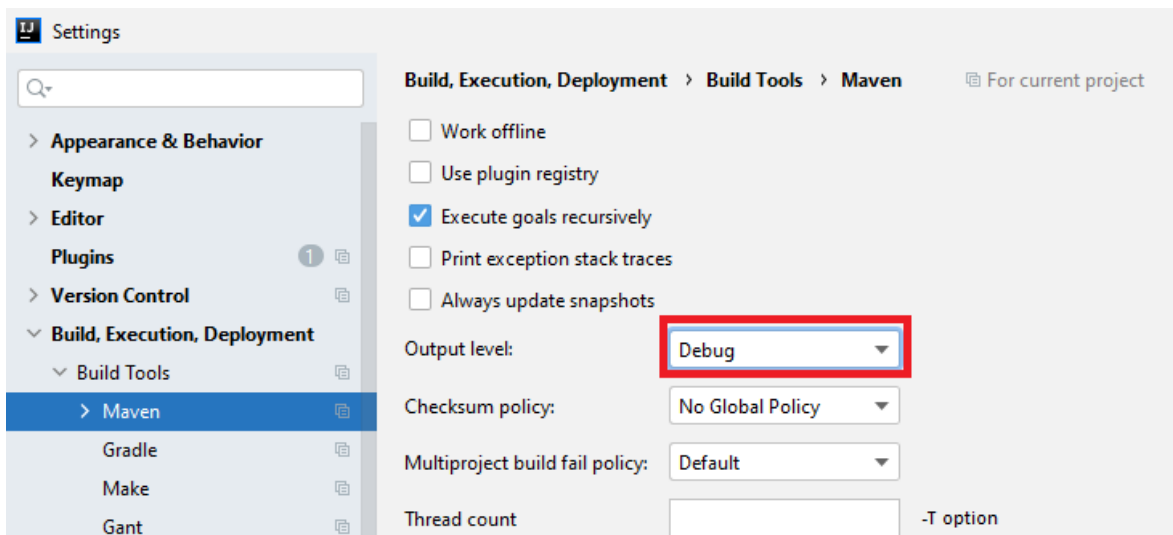 Settings
Build, Execution, Deployment > Build Tools > Maven For current project
Appearance & Behavior
Keymap
Editor
Plugins 1
Version Control
Build, Execution, Deployment
Build Tools
Maven
Gradle
Make
Gant
Work offline
Use plugin registry
Execute goals recursively
Print exception stack traces
Always update snapshots
Output level: Debug
Checksum policy: No Global Policy
Multiproject build fail policy: Default
Thread count -T option